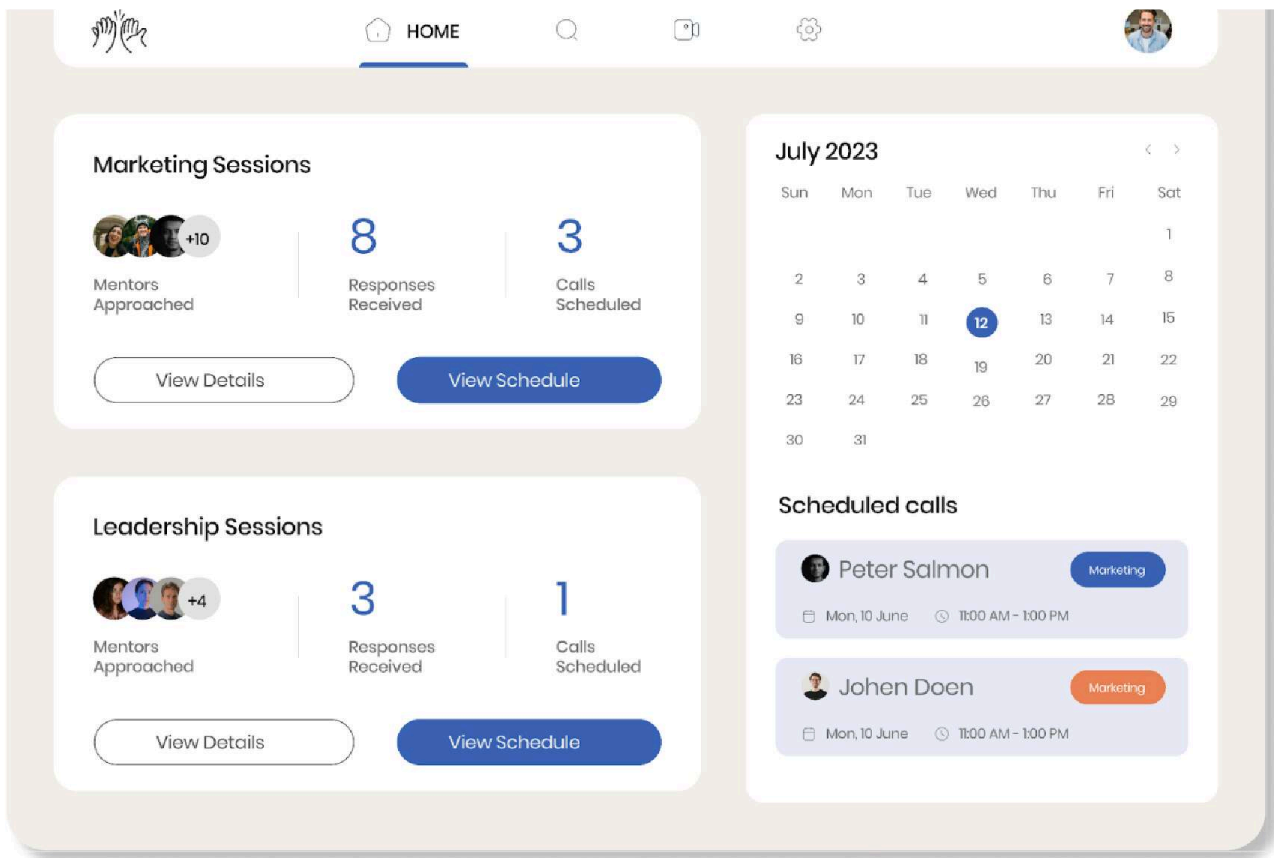 HOME
Marketing Sessions
+10
8
3
Mentors
Approached
Responses
Received
Calls
Scheduled
View Details
View Schedule
Leadership Sessions
+4
3
1
Mentors
Approached
Responses
Received
Calls
Scheduled
View Details
View Schedule
July 2023
Sun Mon Tue Wed Thu Fri Sat
1
2 3 4 5 6 7 8
9 10 11 12 13 14 15
16 17 18 19 20 21 22
23 24 25 26 27 28 29
30 31
Scheduled calls
Peter Salmon Marketing
Mon, 10 June 11:00 AM - 1:00 PM
Johen Doen Marketing
Mon, 10 June 11:00 AM - 1:00 PM